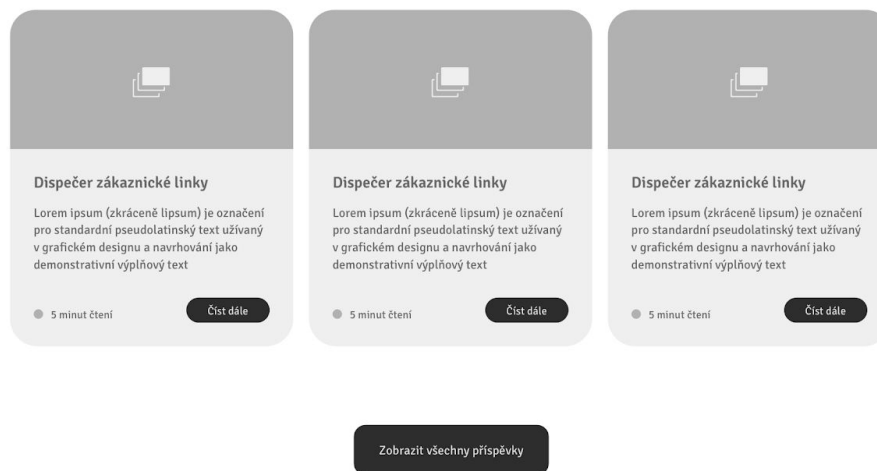 Dispečer zákaznické linky
Lorem ipsum (zkráceně lipsum) je označení
pro standardní pseudolatinský text užívaný
v grafickém designu a navrhování jako
demonstrativní výplňový text
5 minut čtení
Číst dále
Dispečer zákaznické linky
Lorem ipsum (zkráceně lipsum) je označení
pro standardní pseudolatinský text užívaný
v grafickém designu a navrhování jako
demonstrativní výplňový text
5 minut čtení
Číst dále
Dispečer zákaznické linky
Lorem ipsum (zkráceně lipsum) je označení
pro standardní pseudolatinský text užívaný
v grafickém designu a navrhování jako
demonstrativní výplňový text
5 minut čtení
Číst dále
Zobrazit všechny příspěvky